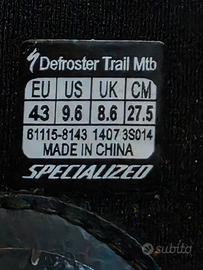 Defroster Trail Mtb
EU US UK CM
43 9.6 8.6 27.5
61115-8143 1407 3S014
MADE IN CHINA
SPECIALIZED
subito